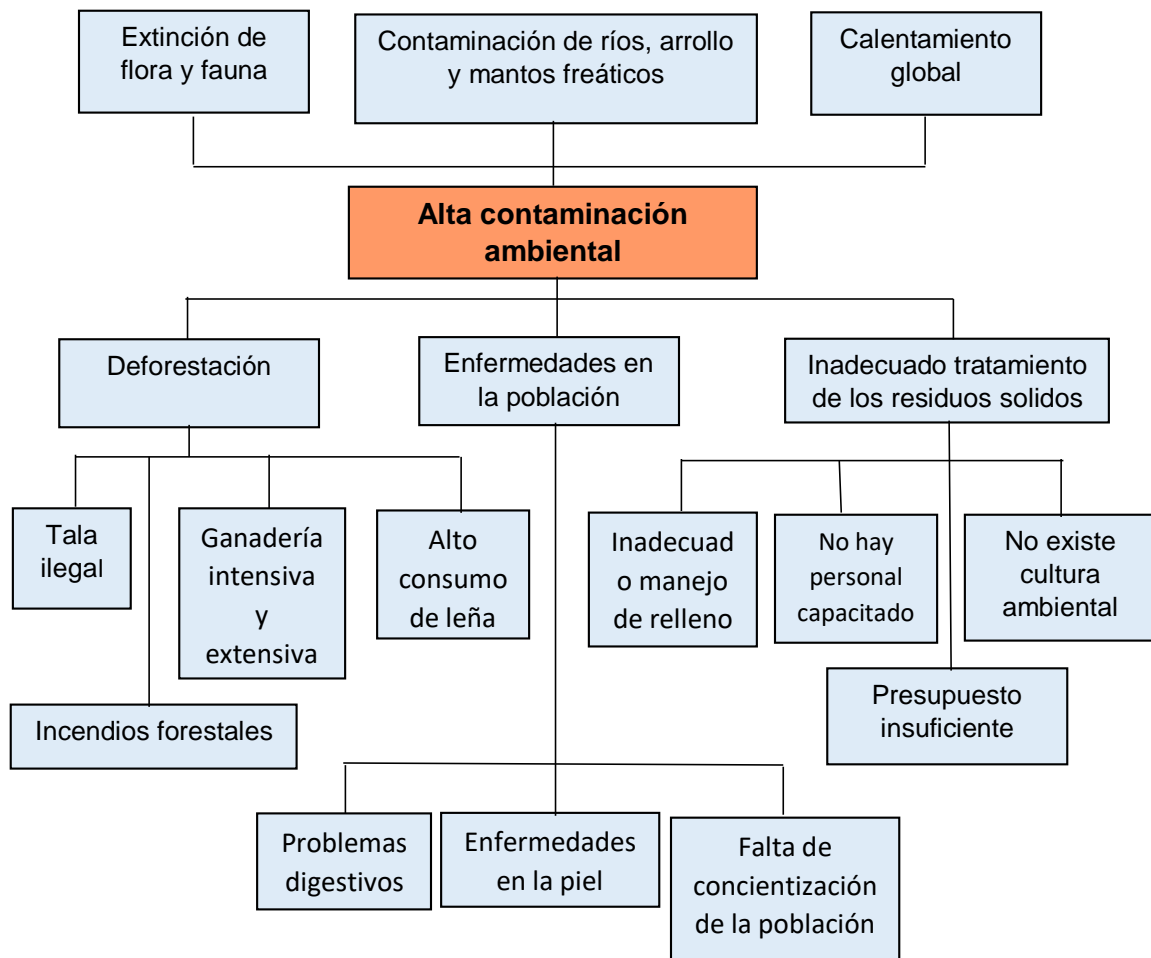 Extinción de
flora y fauna
Contaminación de ríos, arrollo
y mantos freáticos
Calentamiento
global
Alta contaminación
ambiental
Deforestación
Enfermedades en
la población
Inadecuado tratamiento
de los residuos solidos
Tala
ilegal
Ganadería
intensiva
y
extensiva
Alto
consumo
de leña
Inadecuad
o manejo
de relleno
No hay
personal
capacitado
No existe
cultura
ambiental
Incendios forestales
Presupuesto
insuficiente
Problemas
digestivos
Enfermedades
en la piel
Falta de
concientización
de la población